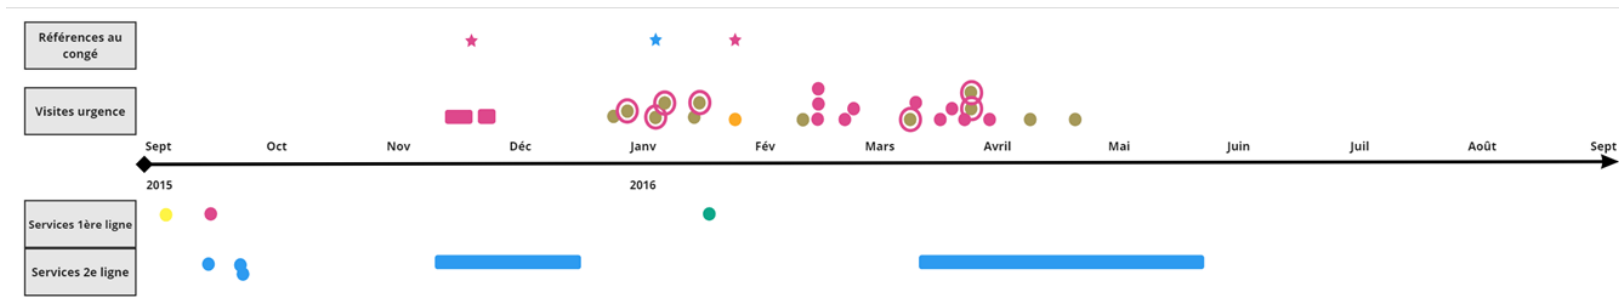 Références au
congé
Visites urgence
Sept Oct Nov Déc Janv Fév Mars Avril Mai Juin Juil Août Sept
2015 2016
Services 1ère ligne
Services 2e ligne